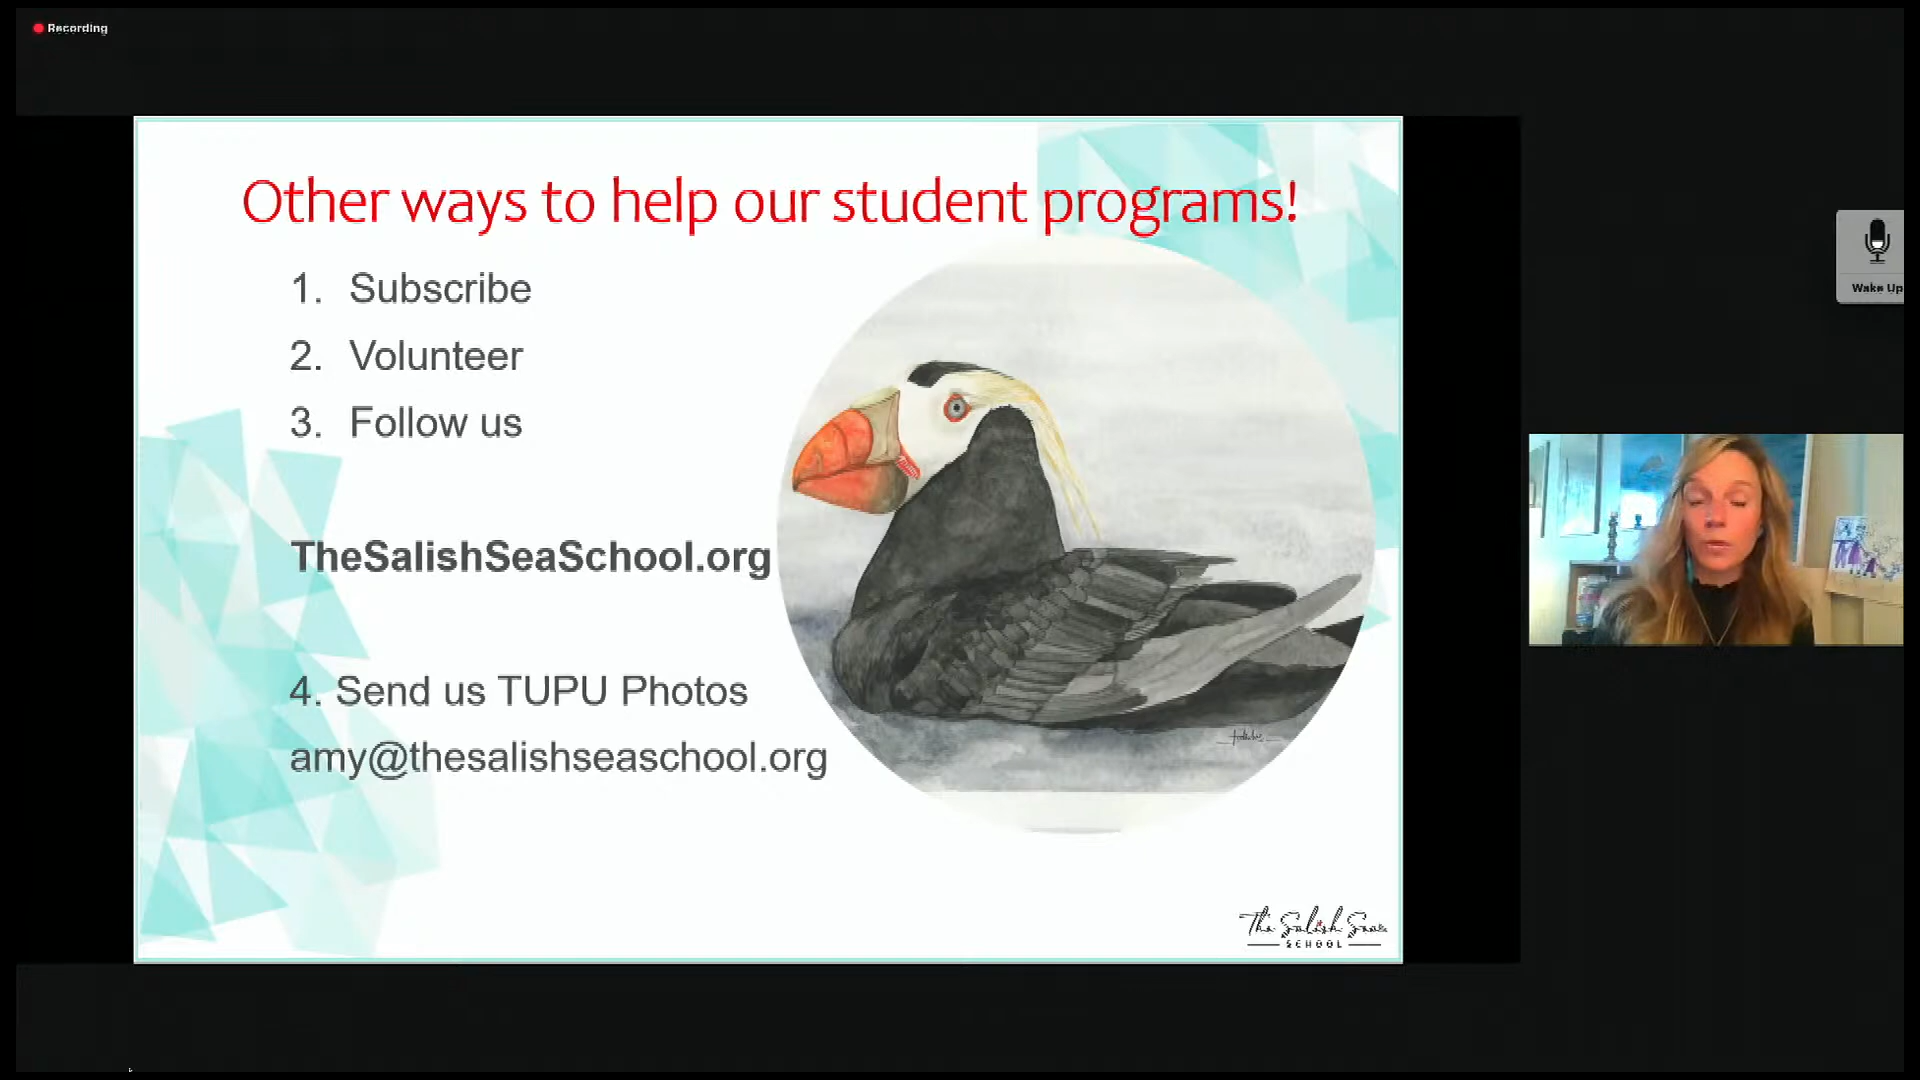 Recording
Other ways to help our student programs!
1. Subscribe
2. Volunteer
3. Follow us
TheSalishSeaSchool.org
4. Send us TUPU Photos
amy@thesalishseaschool.org
The Salish Sea
SCHOOL
Wake Up